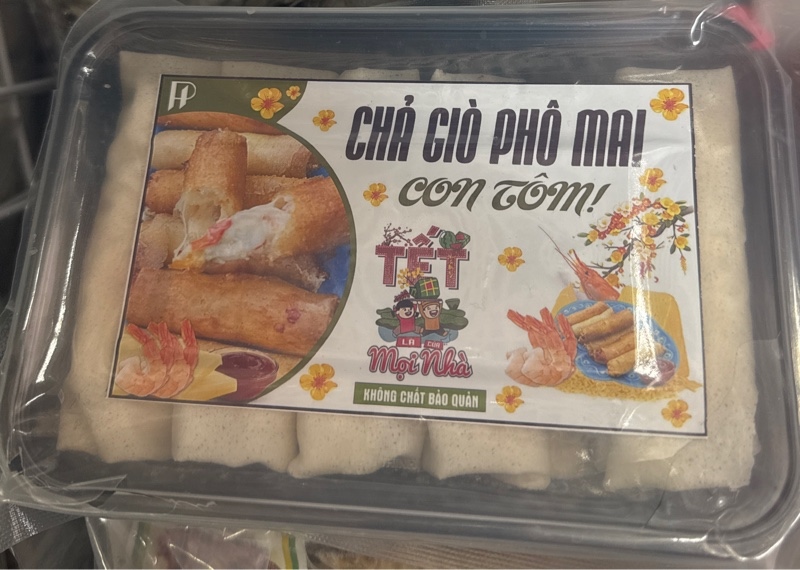 CHẢ GIÒ PHÔ MAI
CON TÔM!
TẾT
LÀ CỦA
Mọi Nhà
KHÔNG CHẤT BẢO QUẢN